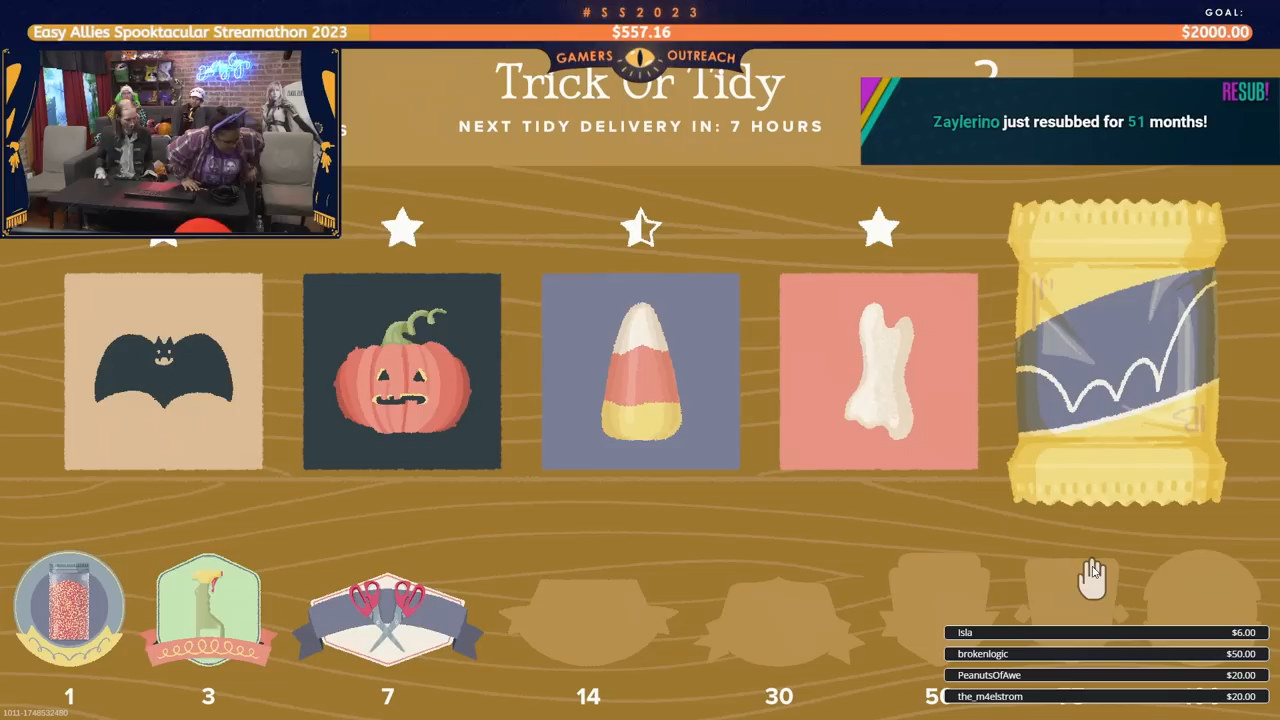 #SS2023
GOAL:
Easy Allies Spooktacular Streamathon 2023
$557.16
$2000.00
GAMERS OUTREACH
Trick Or Tidy
NEXT TIDY DELIVERY IN: 7 HOURS
RESUB!
Zaylerino just resubbed for 51 months!
Isla $6.00
brokenlogic $50.00
PeanutsOfAwe $20.00
the_m4elstrom $20.00
1
3
7
14
30
1011-1748532480